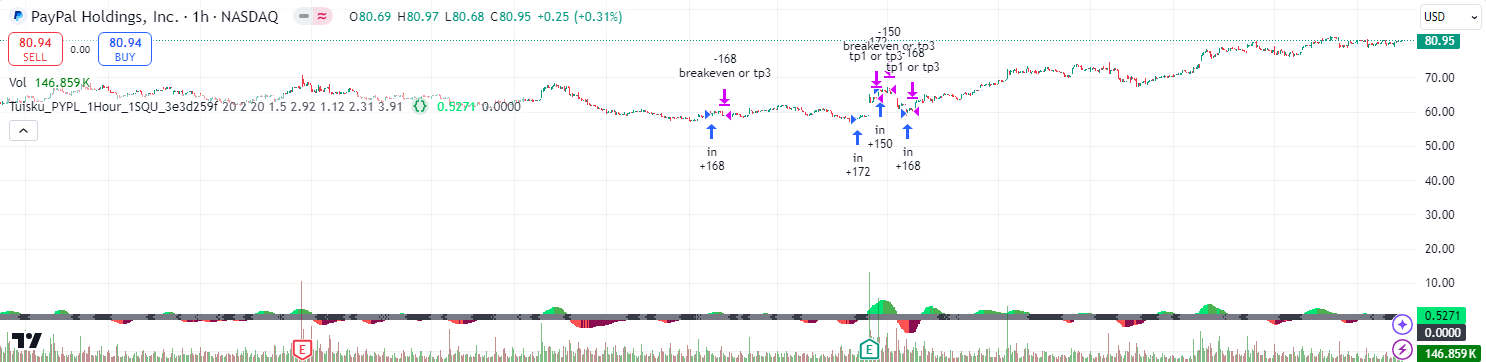 PayPal Holdings, Inc. · 1h · NASDAQ O80.69 H80.97 L80.68 C80.95 +0.25 (+0.31%)
USD
80.94 SELL
0.00
80.94 BUY
80.95
Vol 146.859K
Tuisku_PYPL_1Hour_1SQU_3e3d259f 20 2 20 1.5 2.92 1.12 2.31 3.91 {} 0.5271 0.0000
-168
breakeven or tp3
-150
-172
breakeven or tp3
tp1 or tp3
-168
tp1 or tp3
in
+168
in
+172
in
+150
in
+168
70.00
60.00
50.00
40.00
30.00
20.00
10.00
0.5271
0.0000
146.859K
E
E